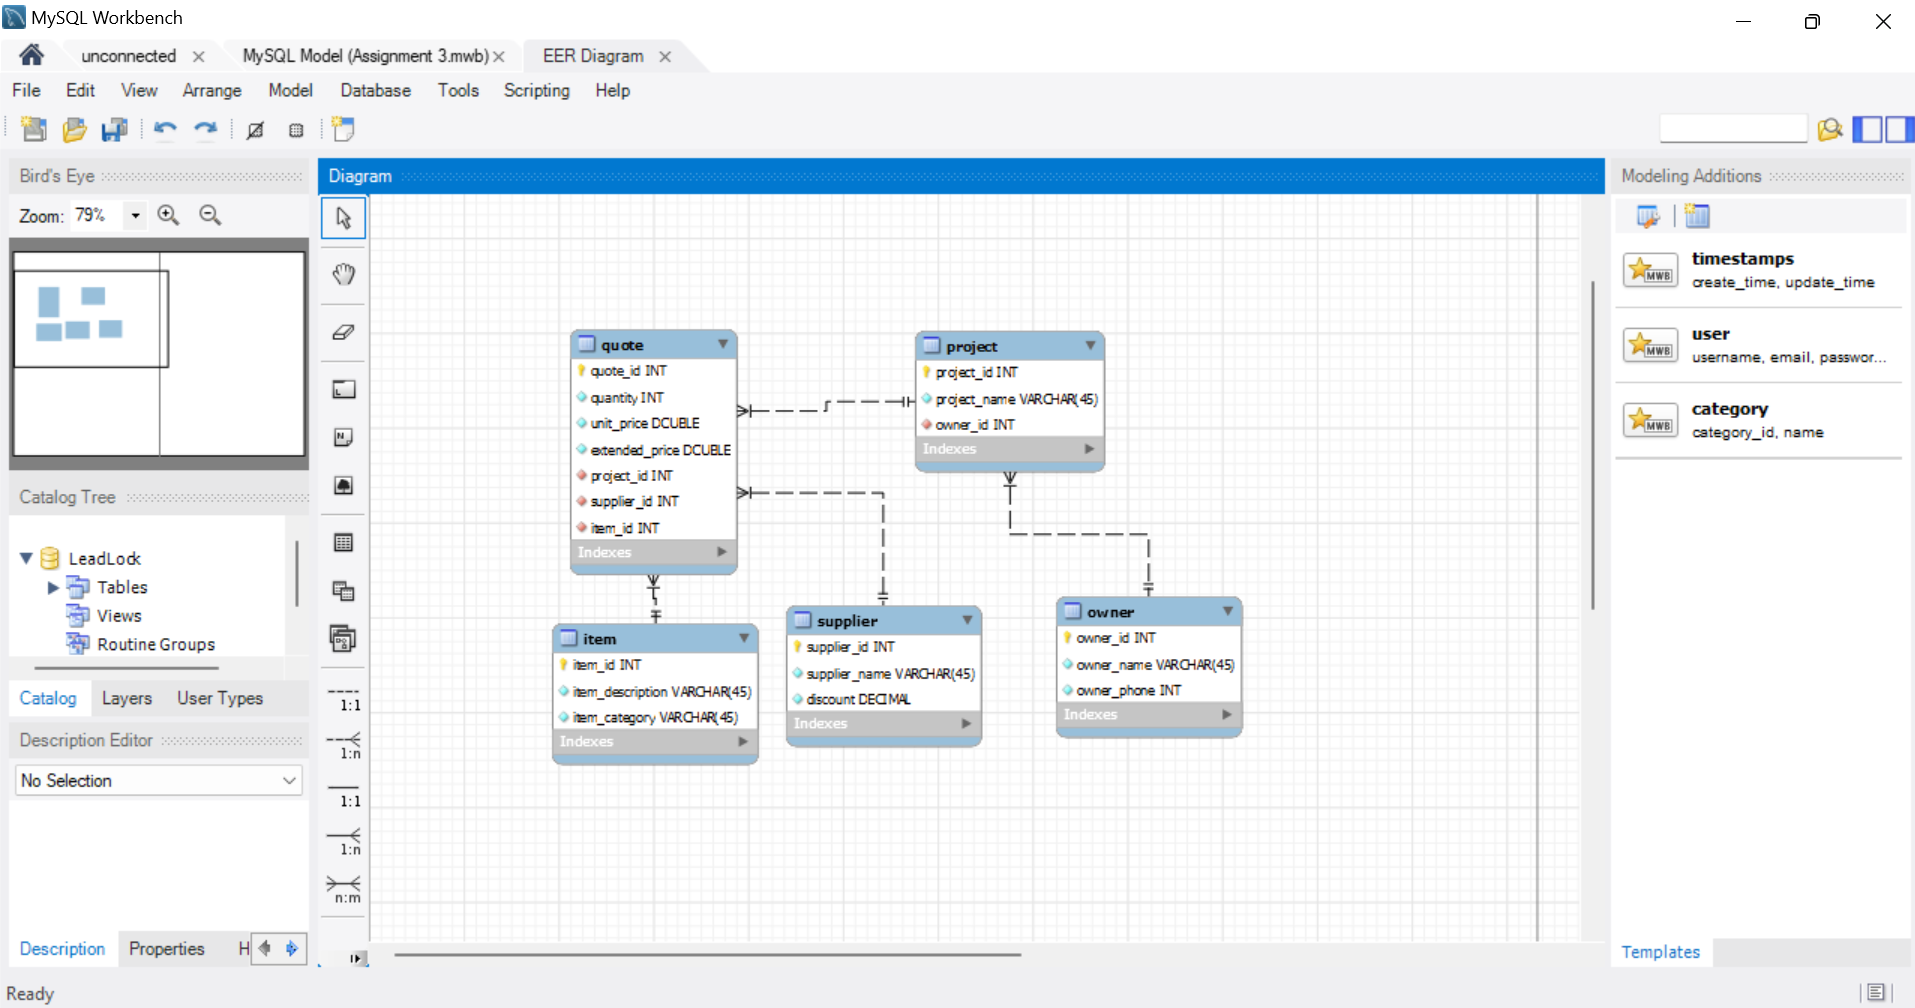 MySQL Workbench
unconnected
MySQL Model (Assignment 3.mwb)
EER Diagram
File Edit View Arrange Model Database Tools Scripting Help
Bird's Eye
Zoom: 79%
Catalog Tree
LeadLock
Tables
Views
Routine Groups
Catalog Layers User Types
Description Editor
No Selection
Description Properties H
Ready
Diagram
1:1
1:n
1:1
1:n
n:m
quote
quote_id INT
quantity INT
unit_price DOUBLE
extended_price DOUBLE
project_id INT
supplier_id INT
item_id INT
Indexes
project
project_id INT
project_name VARCHAR(45)
owner_id INT
Indexes
item
item_id INT
item_description VARCHAR(45)
item_category VARCHAR(45)
Indexes
supplier
supplier_id INT
supplier_name VARCHAR(45)
discount DECIMAL
Indexes
owner
owner_id INT
owner_name VARCHAR(45)
owner_phone INT
Indexes
Modeling Additions
MWB
timestamps
create_time, update_time
MWB
user
username, email, passwor...
MWB
category
category_id, name
Templates